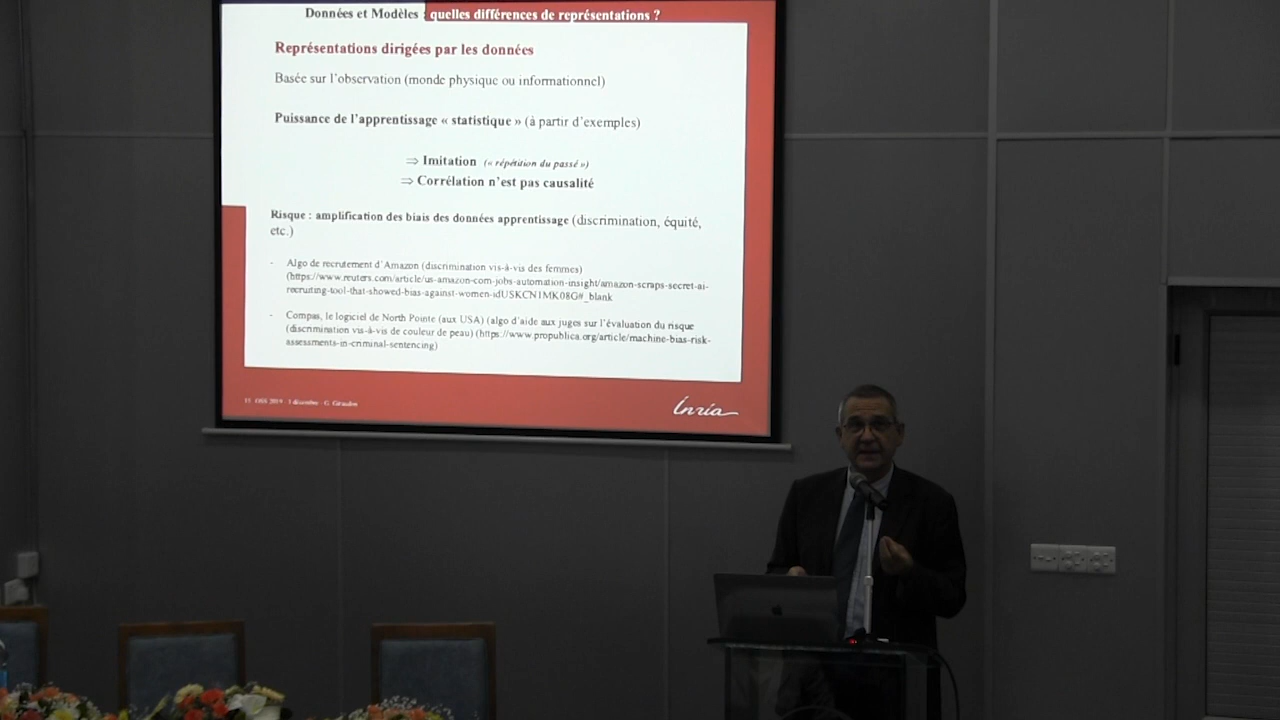 Données et Modèles : quelles différences de représentations ?
Représentations dirigées par les données
Basée sur l'observation (monde physique ou informationnel)
Puissance de l'apprentissage « statistique » (à partir d'exemples)
⇒ Imitation (« répétition du passé »)
⇒ Corrélation n'est pas causalité
Risque : amplification des biais des données apprentissage (discrimination, équité,
etc.)
- Algo de recrutement d'Amazon (discrimination vis-à-vis des femmes)
(https://www.reuters.com/article/us-amazon-com-jobs-automation-insight/amazon-scraps-secret-ai-
recruiting-tool-that-showed-bias-against-women-idUSKCN1MK08G#_blank
- Compas, le logiciel de North Pointe (aux USA) (algo d'aide aux juges sur l'évaluation du risque
(discrimination vis-à-vis de couleur de peau) (https://www.propublica.org/article/machine-bias-risk-
assessments-in-criminal-sentencing)
2019 - 3 décembre - G. Giraudon
Inria